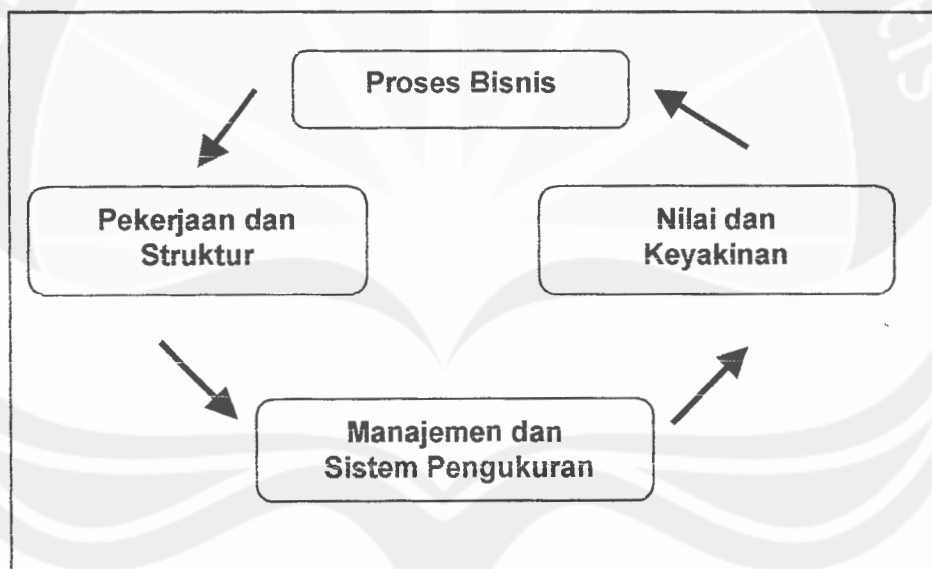 Proses Bisnis
Pekerjaan dan
Struktur
Nilai dan
Keyakinan
Manajemen dan
Sistem Pengukuran